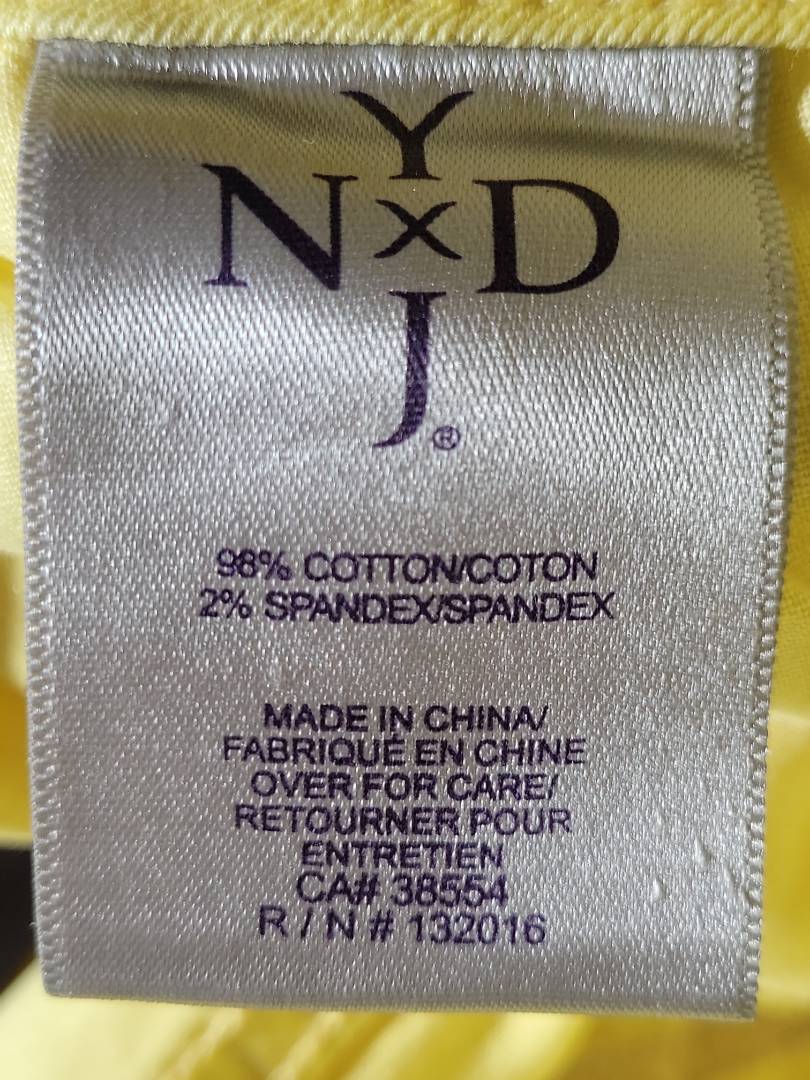 Y
N X D
J®
98% COTTON/COTON
2% SPANDEX/SPANDEX
MADE IN CHINA/
FABRIQUÉ EN CHINE
OVER FOR CARE/
RETOURNER POUR
ENTRETIEN
CA# 38554
R / N # 132016